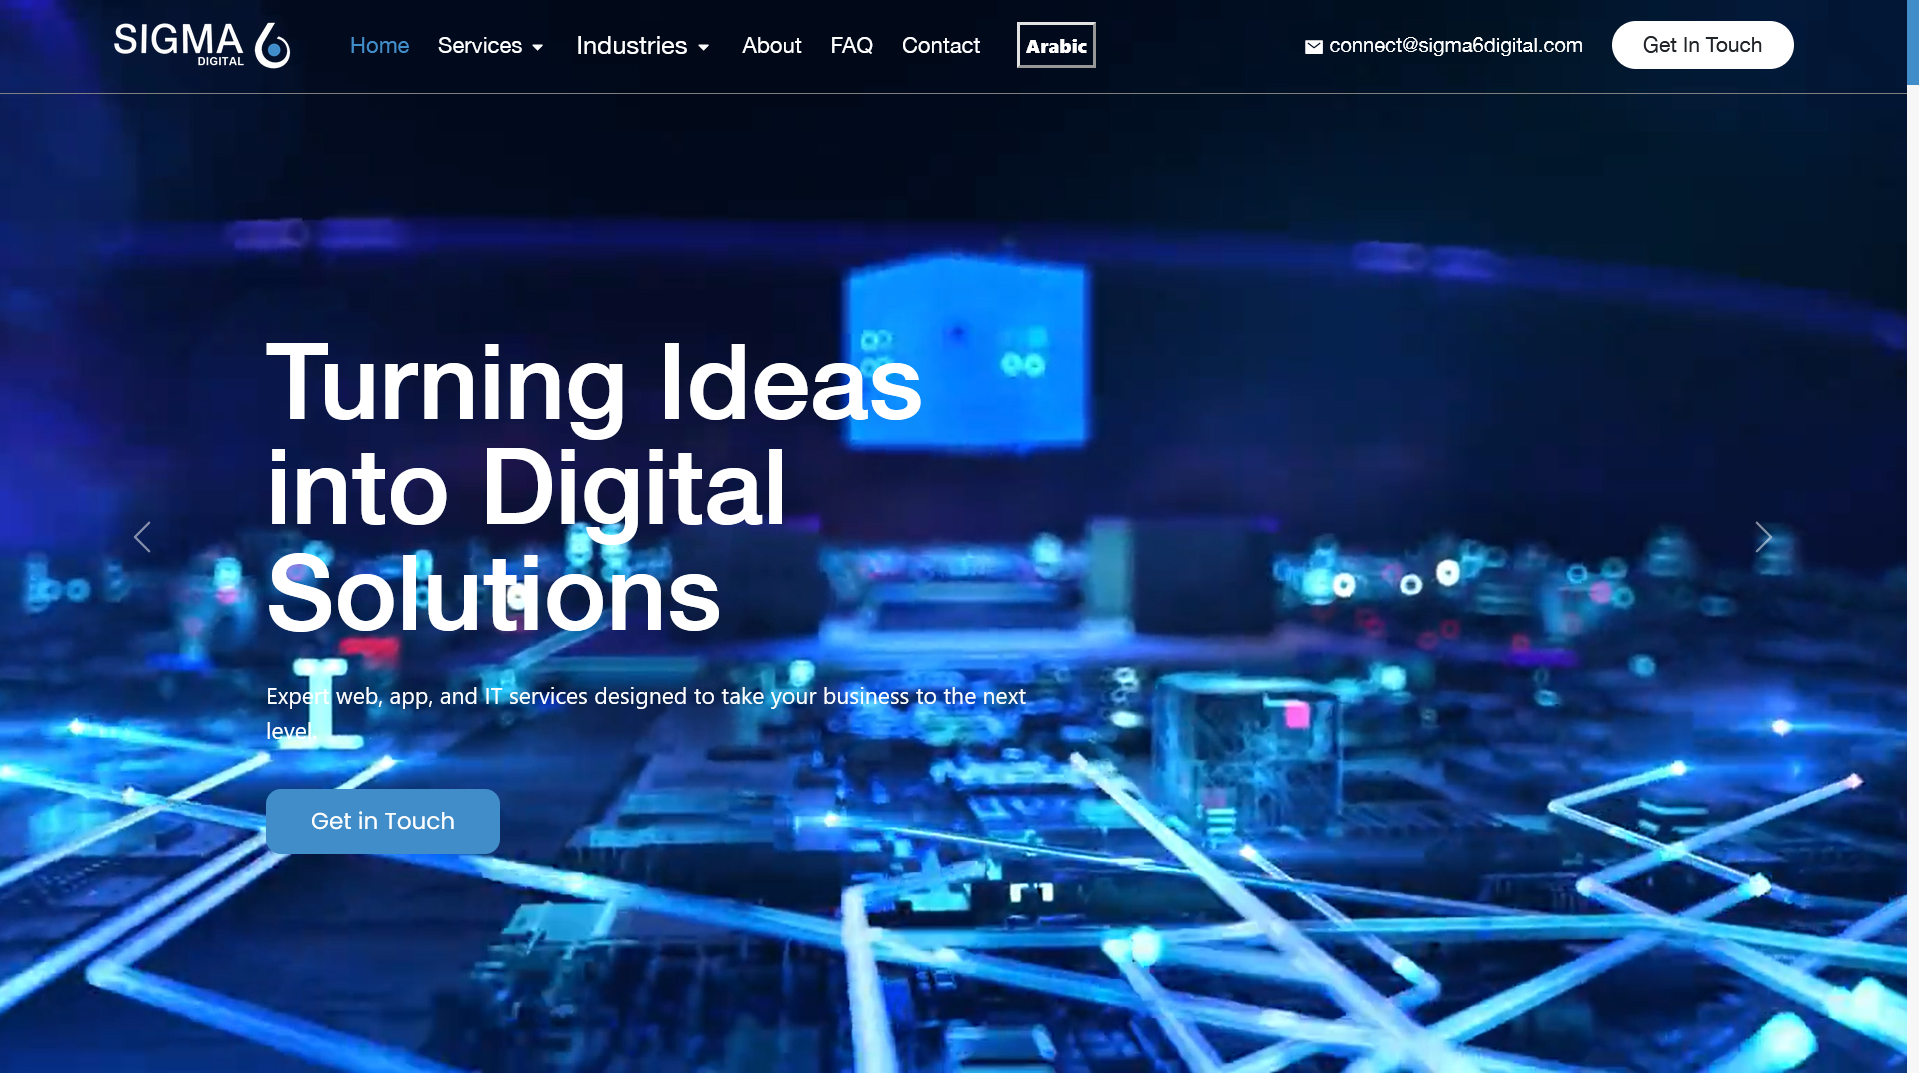 SIGMA 6
DIGITAL
Home
Services
Industries
About
FAQ
Contact
Arabic
connect@sigma6digital.com
Get In Touch
Turning Ideas
into Digital
Solutions
Expert web, app, and IT services designed to take your business to the next
level.
Get in Touch